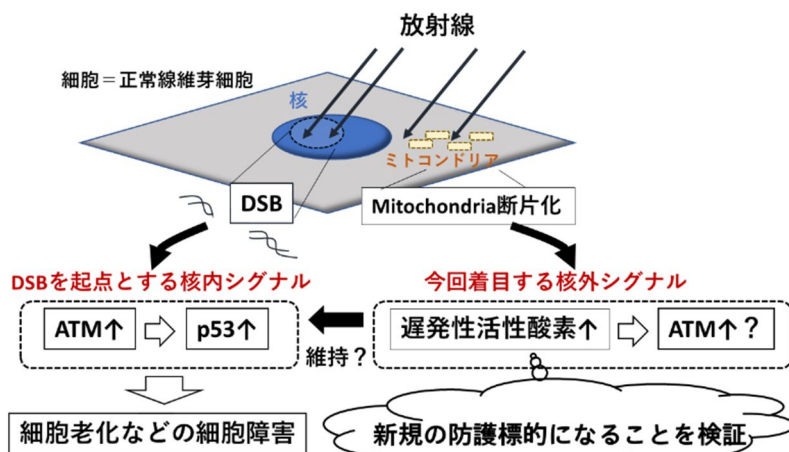 放射線
細胞＝正常線維芽細胞
核
ミトコンドリア
DSB
Mitochondria断片化
DSBを起点とする核内シグナル
今回着目する核外シグナル
ATM↑
p53↑
維持？
遅発性活性酸素↑
ATM↑？
細胞老化などの細胞障害
新規の防護標的になることを検証